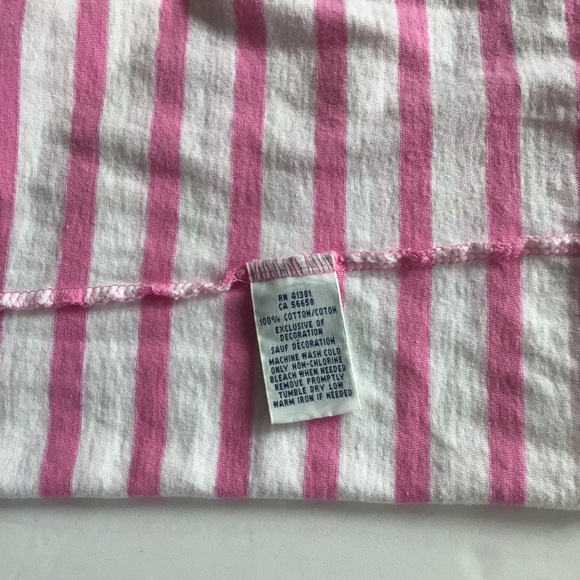 RN 41381
CA 56658
100% COTTON/COTON
EXCLUSIVE OF
DECORATION
SAUF DÉCORATION
MACHINE WASH COLD
ONLY NON-CHLORINE
BLEACH WHEN NEEDED
REMOVE PROMPTLY
TUMBLE DRY LOW
WARM IRON IF NEEDED